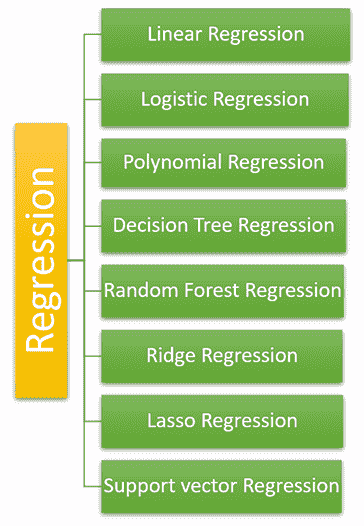 Regression
Linear Regression
Logistic Regression
Polynomial Regression
Decision Tree Regression
Random Forest Regression
Ridge Regression
Lasso Regression
Support vector Regression